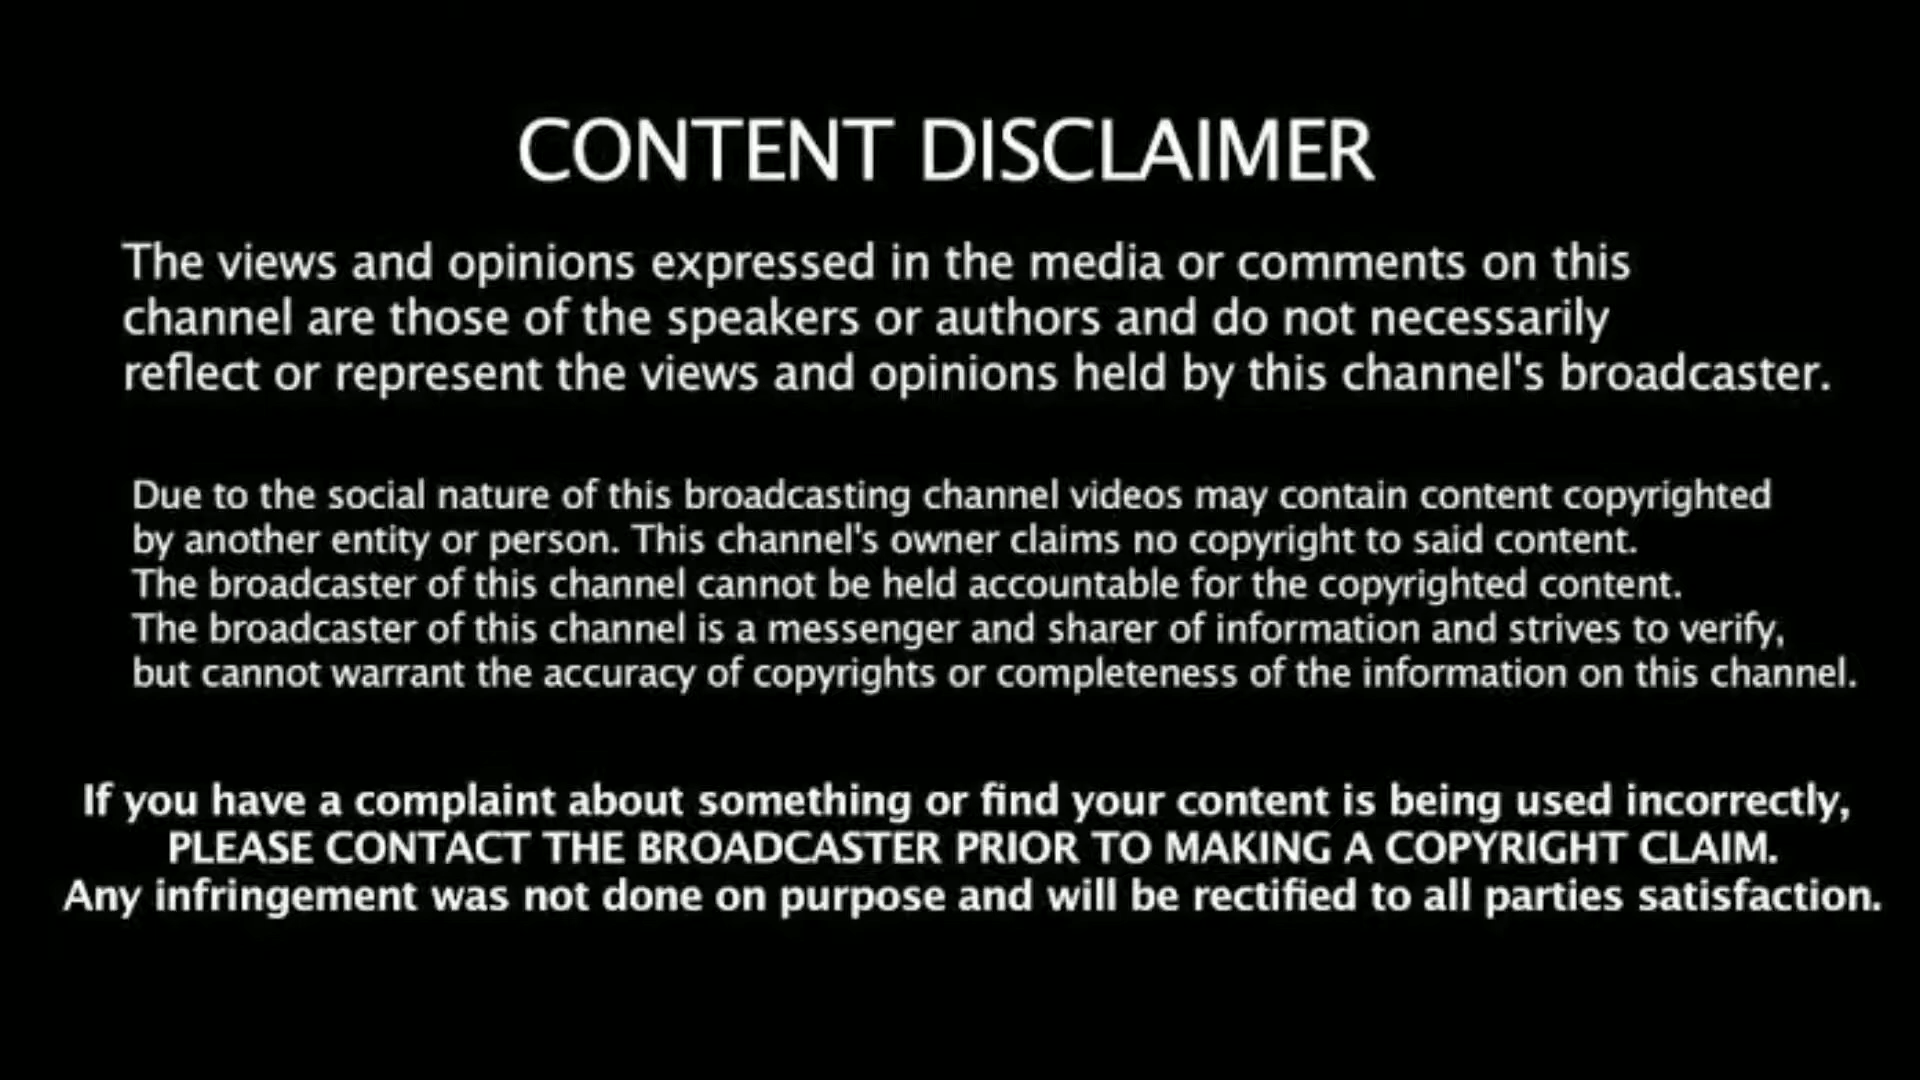 CONTENT DISCLAIMER
The views and opinions expressed in the media or comments on this
channel are those of the speakers or authors and do not necessarily
reflect or represent the views and opinions held by this channel's broadcaster.
Due to the social nature of this broadcasting channel videos may contain content copyrighted
by another entity or person. This channel's owner claims no copyright to said content.
The broadcaster of this channel cannot be held accountable for the copyrighted content.
The broadcaster of this channel is a messenger and sharer of information and strives to verify,
but cannot warrant the accuracy of copyrights or completeness of the information on this channel.
If you have a complaint about something or find your content is being used incorrectly,
PLEASE CONTACT THE BROADCASTER PRIOR TO MAKING A COPYRIGHT CLAIM.
Any infringement was not done on purpose and will be rectified to all parties satisfaction.